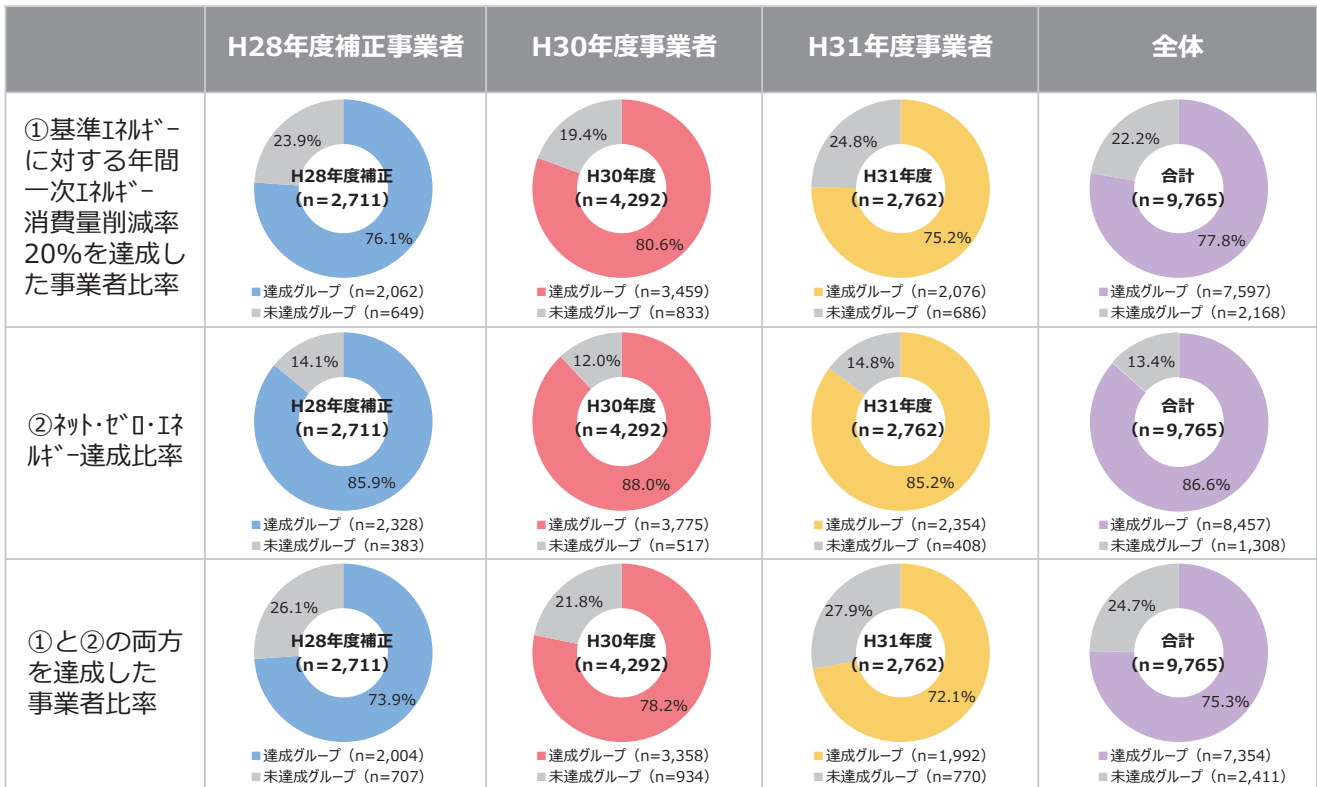 H28年度補正事業者
H30年度事業者
H31年度事業者
全体
①基準ｴﾈﾙｷﾞｰ
に対する年間
一次ｴﾈﾙｷﾞｰ
消費量削減率
20%を達成し
た事業者比率
23.9%
H28年度補正
(n＝2,711)
76.1%
達成グループ（n=2,062）
未達成グループ（n=649）
19.4%
H30年度
(n＝4,292)
80.6%
達成グループ（n=3,459）
未達成グループ（n=833）
24.8%
H31年度
(n＝2,762)
75.2%
達成グループ（n=2,076）
未達成グループ（n=686）
22.2%
合計
(n＝9,765)
77.8%
達成グループ（n=7,597）
未達成グループ（n=2,168）
②ﾈｯﾄ･ｾﾞﾛ･ｴﾈ
ﾙｷﾞｰ達成比率
14.1%
H28年度補正
(n＝2,711)
85.9%
達成グループ（n=2,328）
未達成グループ（n=383）
12.0%
H30年度
(n＝4,292)
88.0%
達成グループ（n=3,775）
未達成グループ（n=517）
14.8%
H31年度
(n＝2,762)
85.2%
達成グループ（n=2,354）
未達成グループ（n=408）
13.4%
合計
(n＝9,765)
86.6%
達成グループ（n=8,457）
未達成グループ（n=1,308）
①と②の両方
を達成した
事業者比率
26.1%
H28年度補正
(n＝2,711)
73.9%
達成グループ（n=2,004）
未達成グループ（n=707）
21.8%
H30年度
(n＝4,292)
78.2%
達成グループ（n=3,358）
未達成グループ（n=934）
27.9%
H31年度
(n＝2,762)
72.1%
達成グループ（n=1,992）
未達成グループ（n=770）
24.7%
合計
(n＝9,765)
75.3%
達成グループ（n=7,354）
未達成グループ（n=2,411）